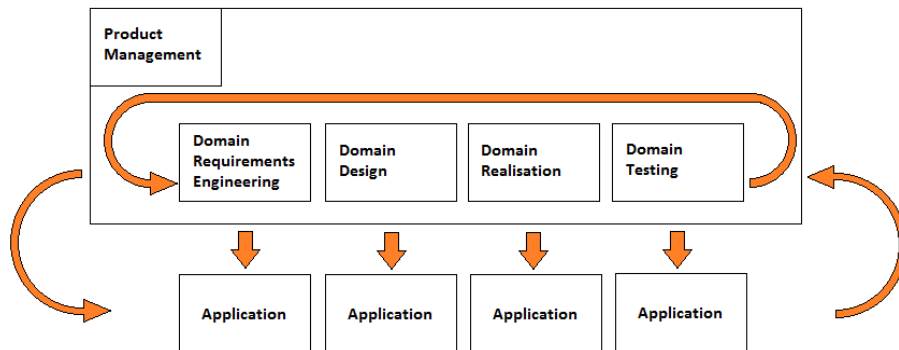 Product
Management
Domain
Requirements
Engineering
Domain
Design
Domain
Realisation
Domain
Testing
Application
Application
Application
Application